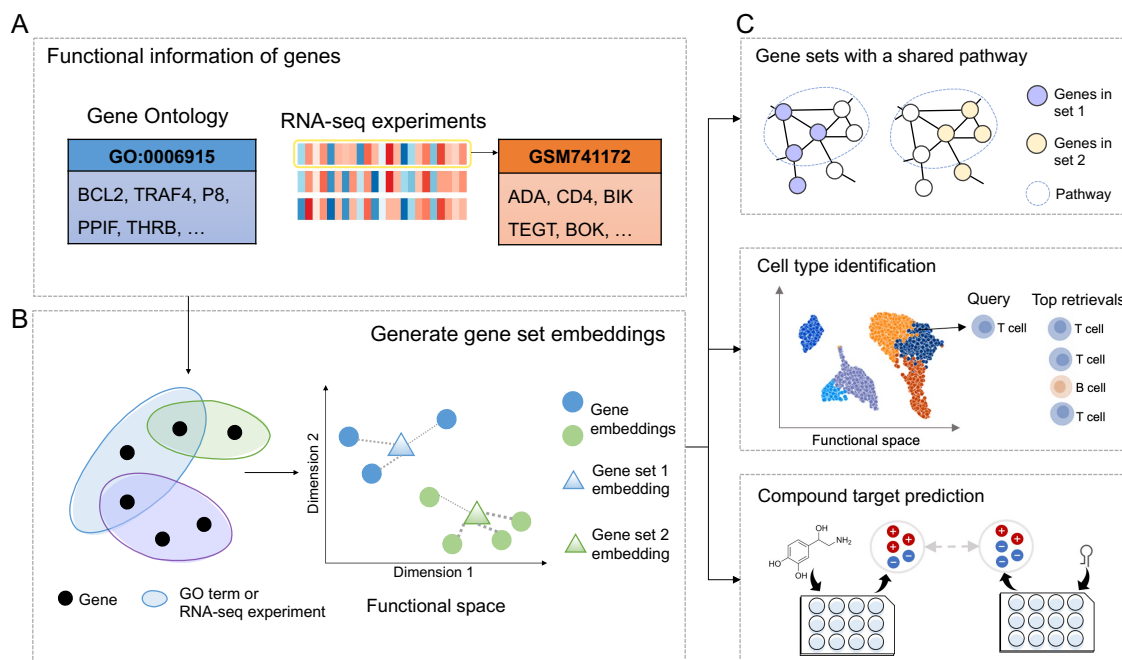 A
Functional information of genes
Gene Ontology
GO:0006915
BCL2, TRAF4, P8,
PPIF, THRB, …
RNA-seq experiments
GSM741172
ADA, CD4, BIK
TEGT, BOK, …
B
Generate gene set embeddings
Gene
GO term or
RNA-seq experiment
Dimension 2
Dimension 1
Functional space
Gene
embeddings
Gene set 1
embedding
Gene set 2
embedding
C
Gene sets with a shared pathway
Genes in
set 1
Genes in
set 2
Pathway
Cell type identification
Functional space
Query
T cell
Top retrievals
T cell
T cell
B cell
T cell
Compound target prediction
OH
NH₂
HO
OH
+
+
+
+
−
−
−
+
+
+
−
−
−